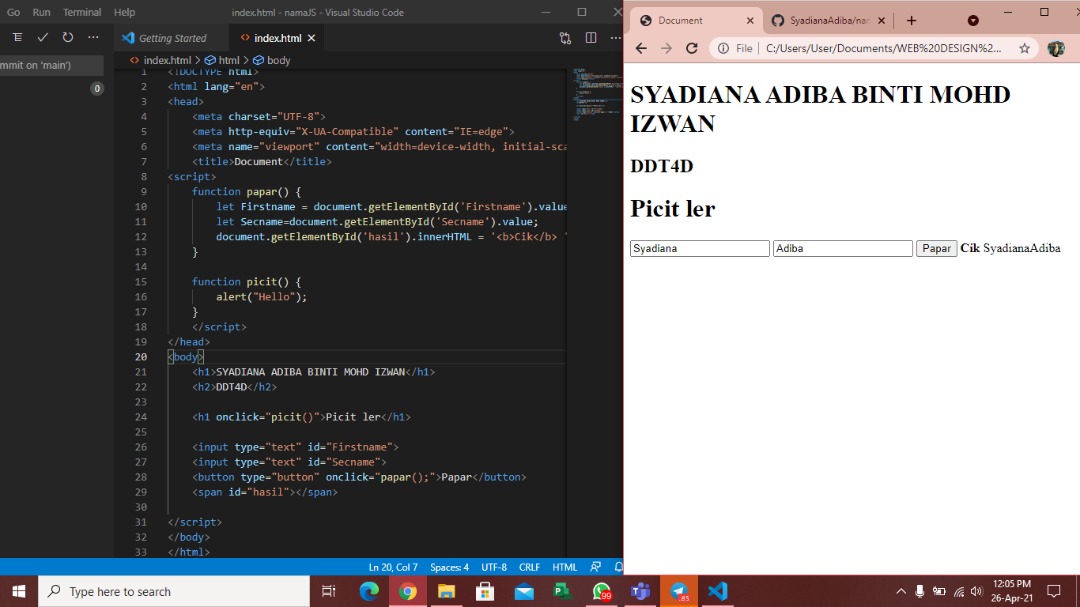 Go Run Terminal Help index.html - namaJS - Visual Studio Code
Getting Started index.html
mmit on 'main')
0
index.html > html > body
1 <!DOCTYPE html>
2 <html lang="en">
3 <head>
4 <meta charset="UTF-8">
5 <meta http-equiv="X-UA-Compatible" content="IE=edge">
6 <meta name="viewport" content="width=device-width, initial-sca
7 <title>Document</title>
8 <script>
9 function papar() {
10 let Firstname = document.getElementById('Firstname').value
11 let Secname=document.getElementById('Secname').value;
12 document.getElementById('hasil').innerHTML = '<b>Cik</b> '
13 }
14
15 function picit() {
16 alert("Hello");
17 }
18 </script>
19 </head>
20 <body>
21 <h1>SYADIANA ADIBA BINTI MOHD IZWAN</h1>
22 <h2>DDT4D</h2>
23
24 <h1 onclick="picit()">Picit ler</h1>
25
26 <input type="text" id="Firstname">
27 <input type="text" id="Secname">
28 <button type="button" onclick="papar();">Papar</button>
29 <span id="hasil"></span>
30
31 </script>
32 </body>
33 </html>
Ln 20, Col 7 Spaces: 4 UTF-8 CRLF HTML
Document SyadianaAdiba/nar
File C:/Users/User/Documents/WEB%20DESIGN%2...
SYADIANA ADIBA BINTI MOHD
IZWAN
DDT4D
Picit ler
Syadiana Adiba Papar Cik SyadianaAdiba
Type here to search
99
85
12:05 PM
26-Apr-21